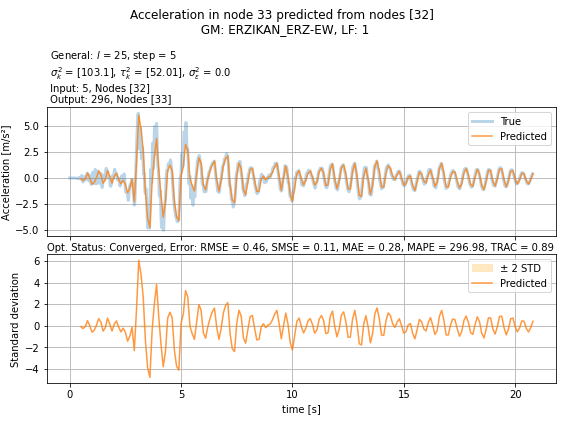 Acceleration in node 33 predicted from nodes [32]
GM: ERZIKAN_ERZ-EW, LF: 1
General: l = 25, step = 5
σ²ₖ = [103.1], τ²ₖ = [52.01], σ²ε = 0.0
Input: 5, Nodes [32]
Output: 296, Nodes [33]
Acceleration [m/s²]
5.0
2.5
0.0
−2.5
−5.0
True
Predicted
Opt. Status: Converged, Error: RMSE = 0.46, SMSE = 0.11, MAE = 0.28, MAPE = 296.98, TRAC = 0.89
Standard deviation
6
4
2
0
−2
−4
± 2 STD
Predicted
0 5 10 15 20
time [s]